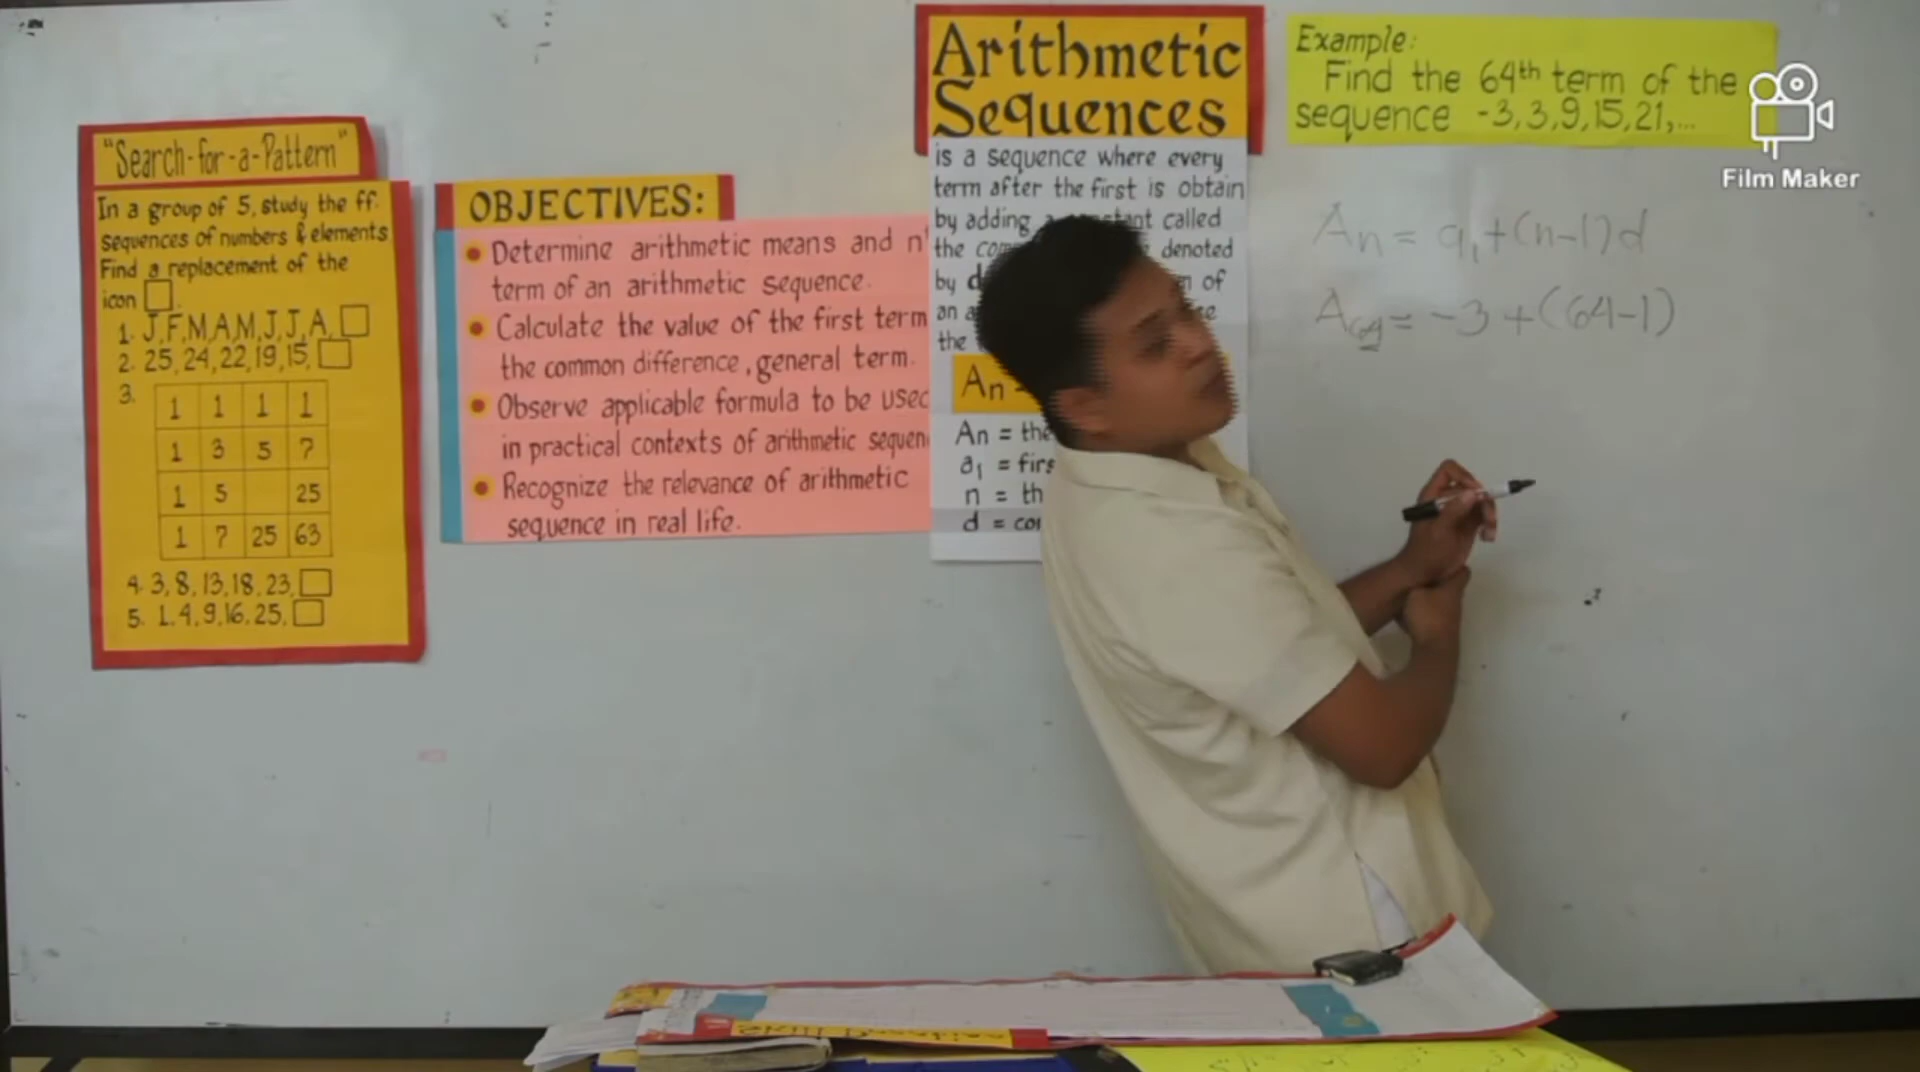 "Search-for-a-Pattern"
In a group of 5, study the ff.
sequences of numbers & elements
Find a replacement of the
icon □.
1. J,F,M,A,M,J,J,A,□
2. 25,24,22,19,15,□
3.
1 1 1 1
1 3 5 7
1 5 25
1 7 25 63
4. 3,8,13,18,23,□
5. 1,4,9,16,25,□
OBJECTIVES:
Determine arithmetic means and
term of an arithmetic sequence.
Calculate the value of the first term
the common difference, general term.
Observe applicable formula to be used
in practical contexts of arithmetic
Recognize the relevance of arithmetic
sequence in real life.
Arithmetic
Sequences
is a sequence where every
term after the first is obtain
by adding called
the denoted
by d of
an
the
An =
An = the
a1 = 
n = 
d = 
Example:
Find the 64th term of the
sequence -3,3,9,15,21,...
Film Maker
An = a1+(n-1)d
A64 = -3+(64-1)